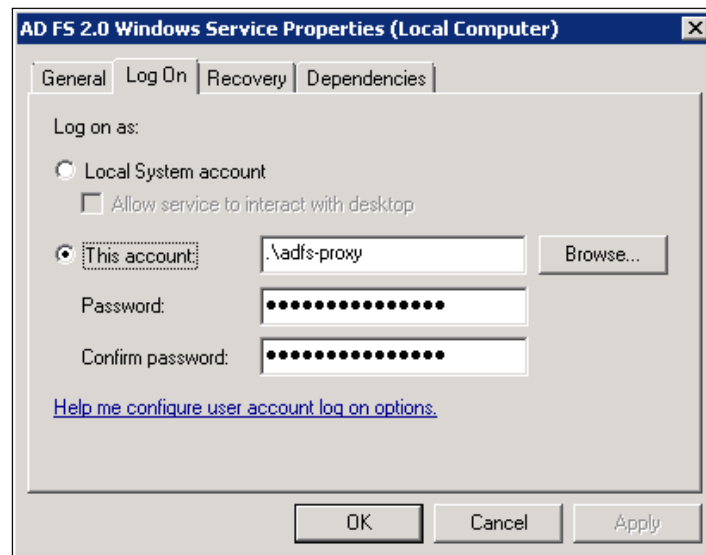 AD FS 2.0 Windows Service Properties (Local Computer)
General Log On Recovery Dependencies
Log on as:
Local System account
Allow service to interact with desktop
This account: .\adfs-proxy Browse...
Password: ●●●●●●●●●●●●●●●
Confirm password: ●●●●●●●●●●●●●●●
Help me configure user account log on options.
OK Cancel Apply